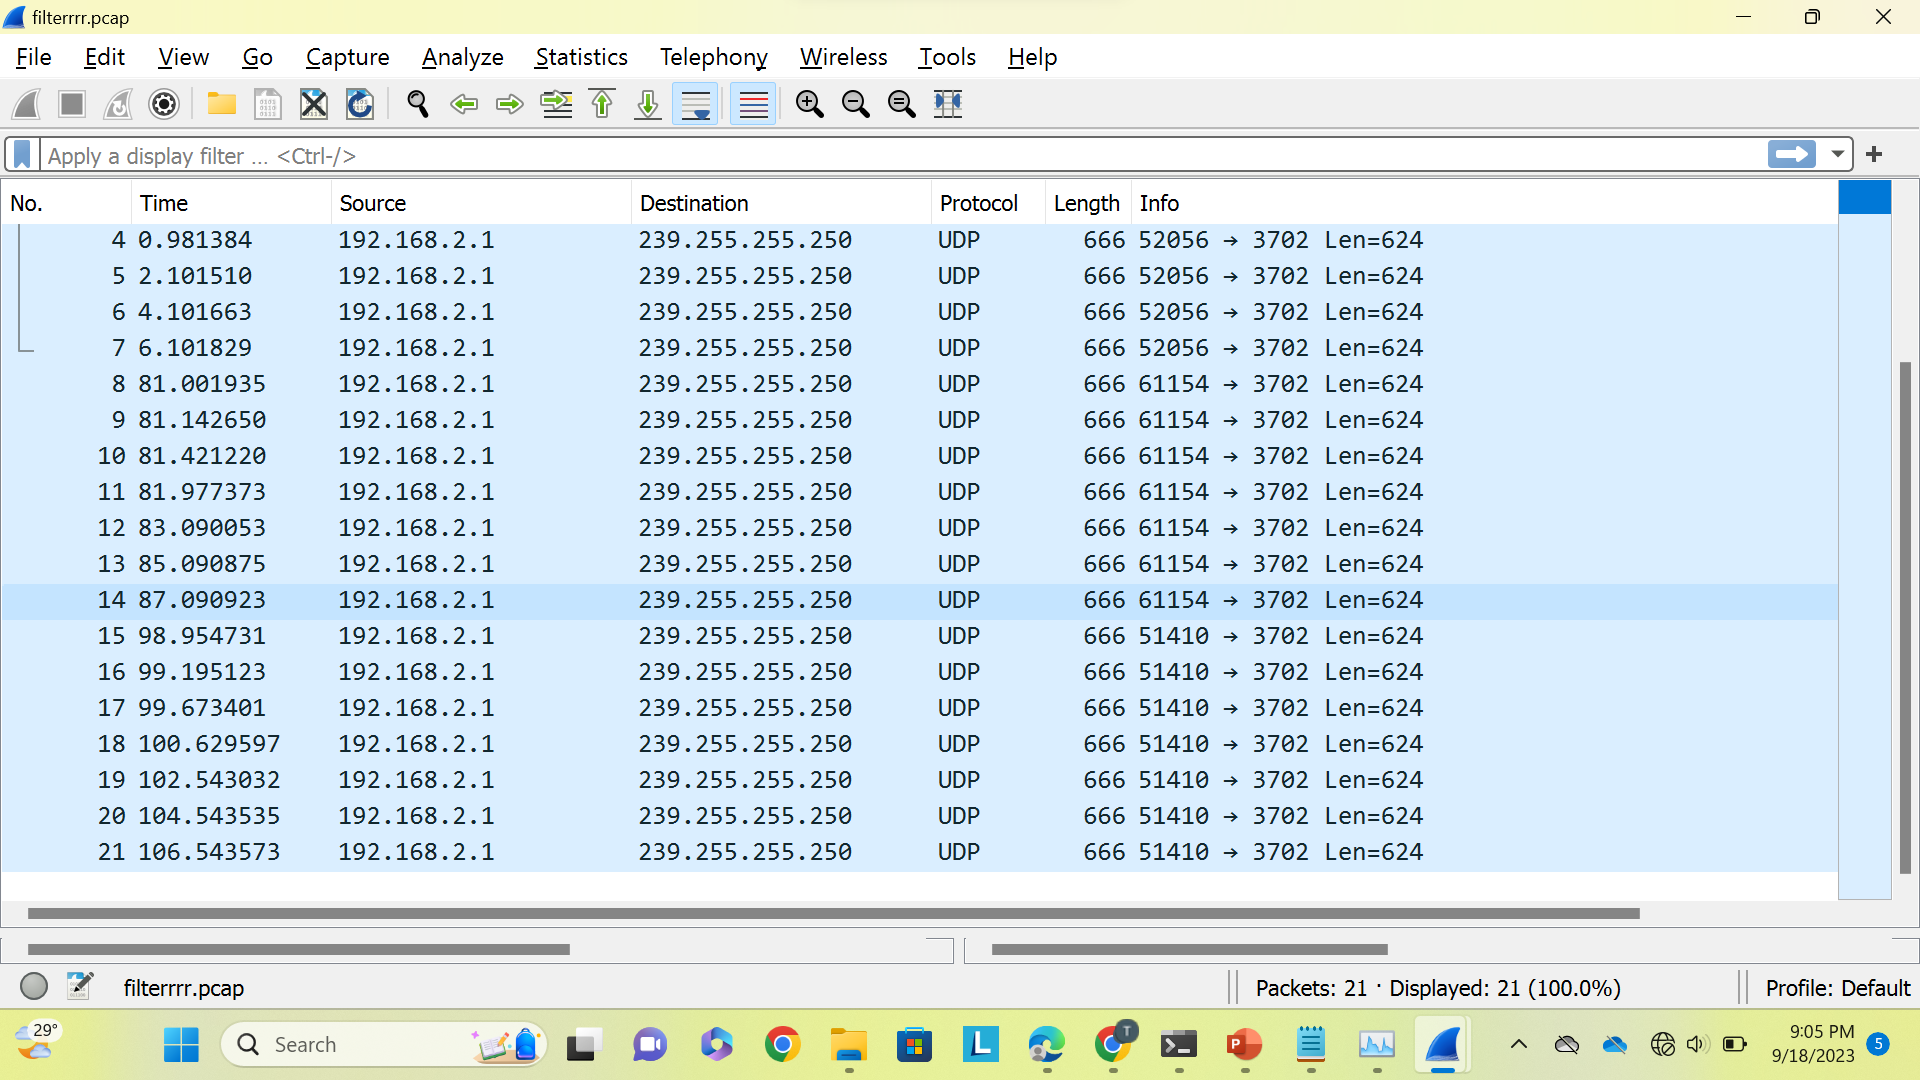 filterrrr.pcap
File Edit View Go Capture Analyze Statistics Telephony Wireless Tools Help
Apply a display filter ... <Ctrl-/>
No. Time Source Destination Protocol Length Info
4 0.981384 192.168.2.1 239.255.255.250 UDP 666 52056 → 3702 Len=624
5 2.101510 192.168.2.1 239.255.255.250 UDP 666 52056 → 3702 Len=624
6 4.101663 192.168.2.1 239.255.255.250 UDP 666 52056 → 3702 Len=624
7 6.101829 192.168.2.1 239.255.255.250 UDP 666 52056 → 3702 Len=624
8 81.001935 192.168.2.1 239.255.255.250 UDP 666 61154 → 3702 Len=624
9 81.142650 192.168.2.1 239.255.255.250 UDP 666 61154 → 3702 Len=624
10 81.421220 192.168.2.1 239.255.255.250 UDP 666 61154 → 3702 Len=624
11 81.977373 192.168.2.1 239.255.255.250 UDP 666 61154 → 3702 Len=624
12 83.090053 192.168.2.1 239.255.255.250 UDP 666 61154 → 3702 Len=624
13 85.090875 192.168.2.1 239.255.255.250 UDP 666 61154 → 3702 Len=624
14 87.090923 192.168.2.1 239.255.255.250 UDP 666 61154 → 3702 Len=624
15 98.954731 192.168.2.1 239.255.255.250 UDP 666 51410 → 3702 Len=624
16 99.195123 192.168.2.1 239.255.255.250 UDP 666 51410 → 3702 Len=624
17 99.673401 192.168.2.1 239.255.255.250 UDP 666 51410 → 3702 Len=624
18 100.629597 192.168.2.1 239.255.255.250 UDP 666 51410 → 3702 Len=624
19 102.543032 192.168.2.1 239.255.255.250 UDP 666 51410 → 3702 Len=624
20 104.543535 192.168.2.1 239.255.255.250 UDP 666 51410 → 3702 Len=624
21 106.543573 192.168.2.1 239.255.255.250 UDP 666 51410 → 3702 Len=624
filterrrr.pcap Packets: 21 · Displayed: 21 (100.0%) Profile: Default
29° Search L T P 9:05 PM
9/18/2023 5